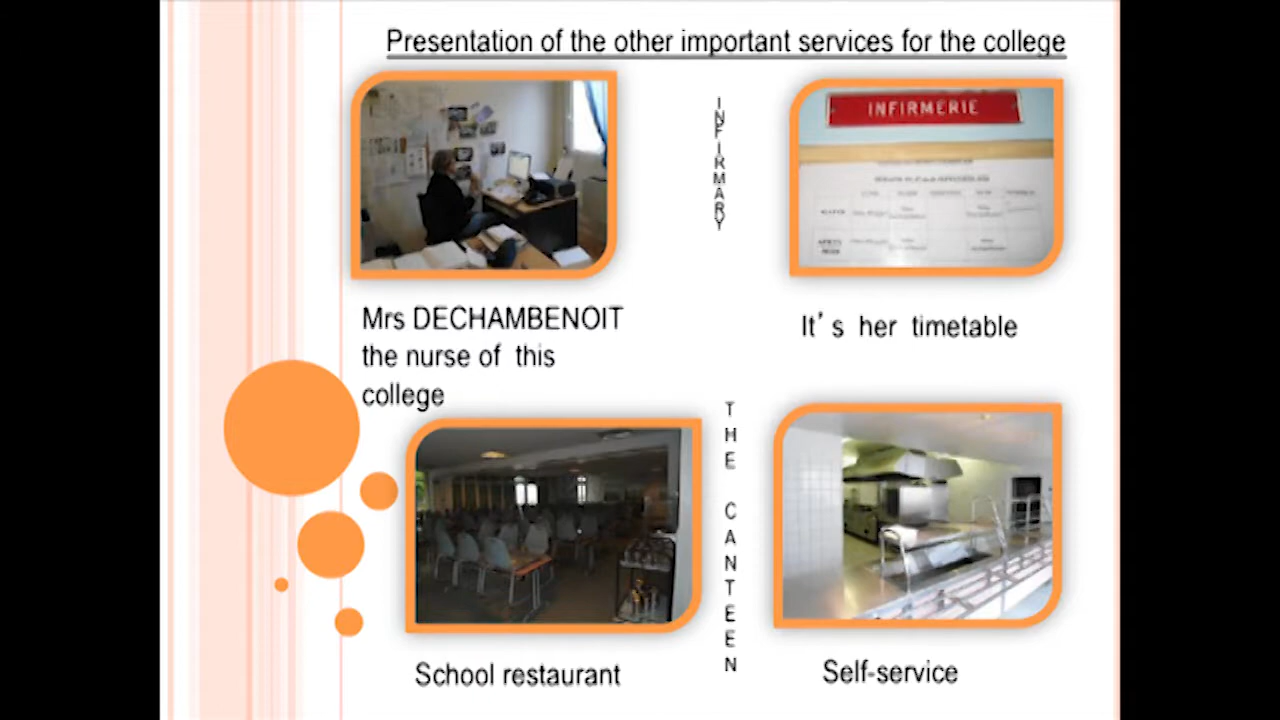 Presentation of the other important services for the college
INFIRMARY
INFIRMERIE
Mrs DECHAMBENOIT
the nurse of this
college
It's her timetable
THE CANTEEN
School restaurant
Self-service